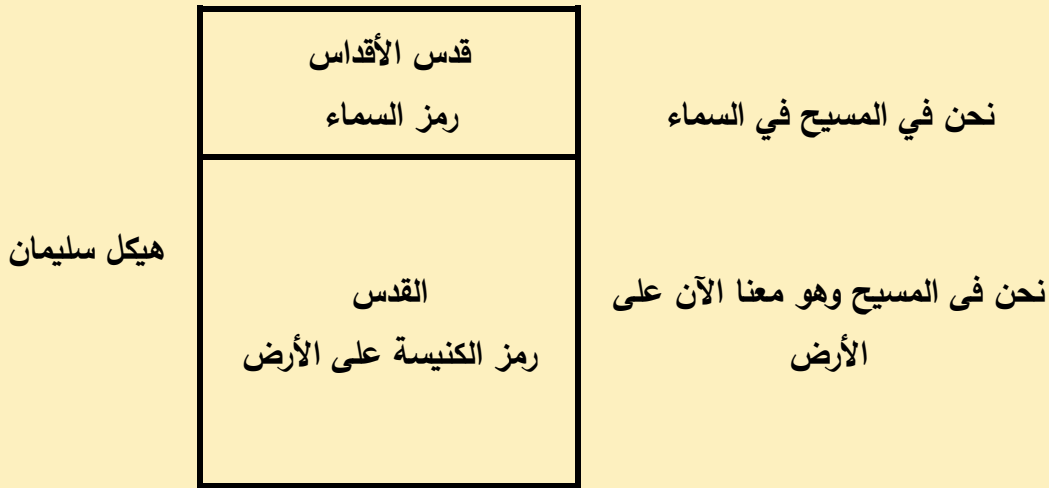 قدس الأقداس
رمز السماء
نحن في المسيح في السماء
هيكل سليمان
القدس
رمز الكنيسة على الأرض
نحن فى المسيح وهو معنا الآن على
الأرض